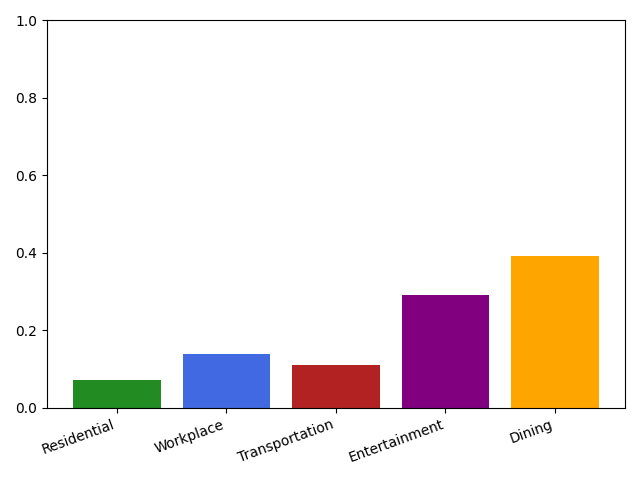 1.0
0.8
0.6
0.4
0.2
0.0
Residential
Workplace
Transportation
Entertainment
Dining